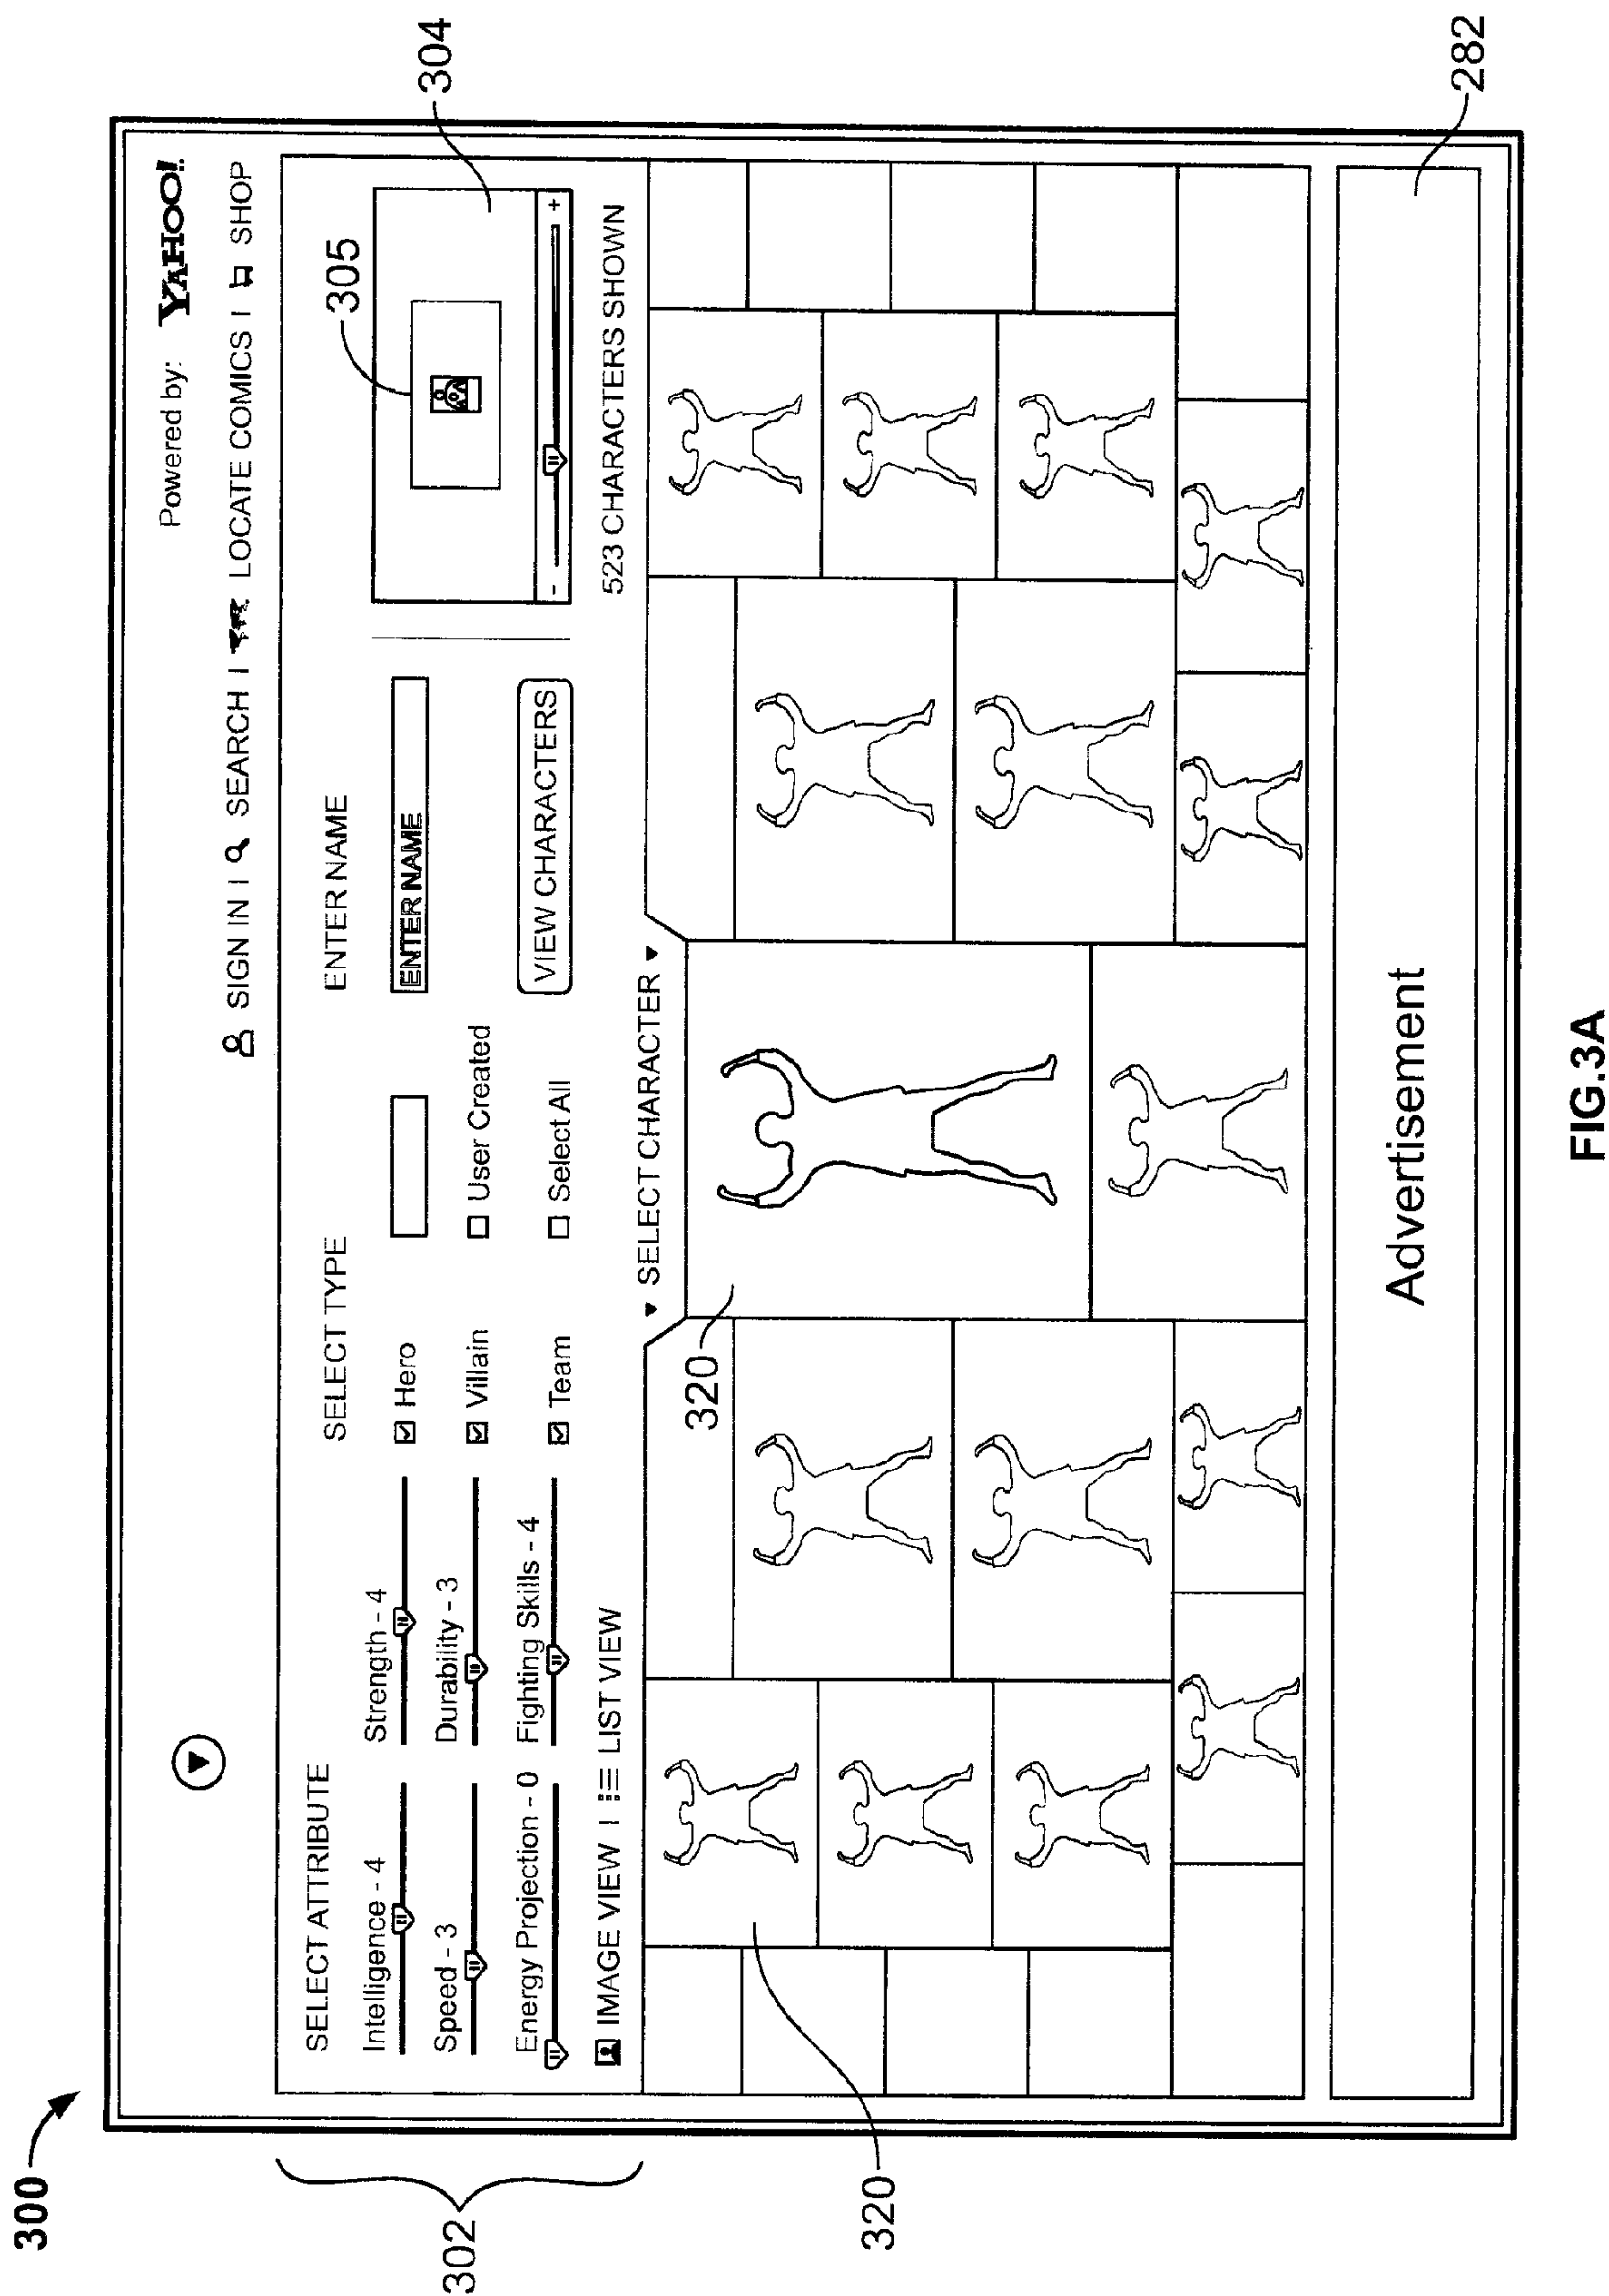 300
Powered by: YAHOO!
SIGN IN | SEARCH | LOCATE COMICS | SHOP
302
SELECT ATTRIBUTE
SELECT TYPE
ENTER NAME
305
304
Intelligence - 4
Strength - 4
Hero
ENTER NAME
Speed - 3
Durability - 3
Villain
User Created
Energy Projection - 0
Fighting Skills - 4
Team
Select All
VIEW CHARACTERS
- +
IMAGE VIEW | LIST VIEW
SELECT CHARACTER
523 CHARACTERS SHOWN
320
320
Advertisement
282
FIG.3A